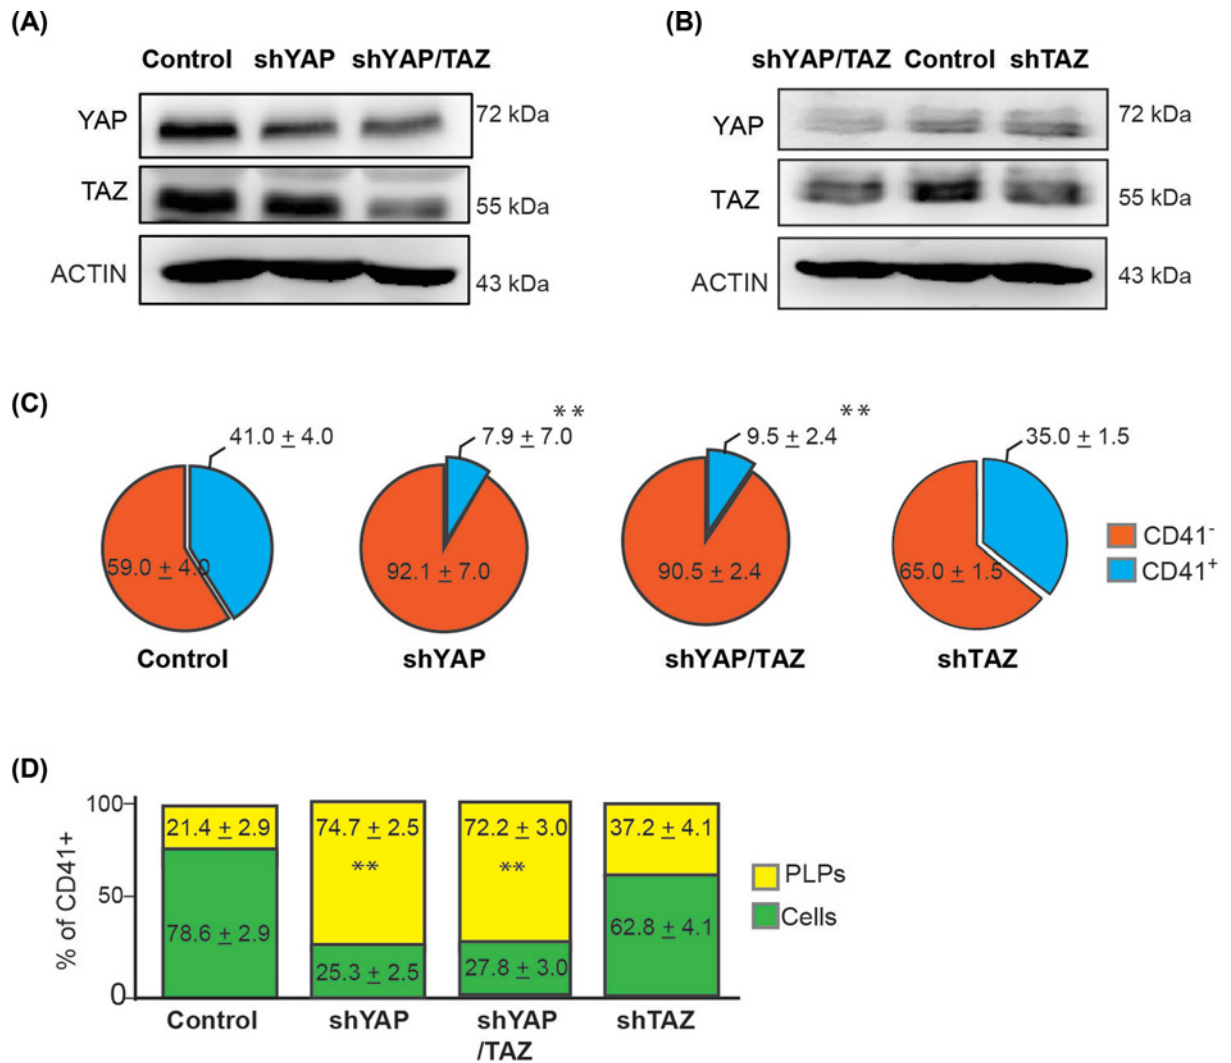 (A)
Control shYAP shYAP/TAZ
YAP 72 kDa
TAZ 55 kDa
ACTIN 43 kDa
(B)
shYAP/TAZ Control shTAZ
YAP 72 kDa
TAZ 55 kDa
ACTIN 43 kDa
(C)
41.0 ± 4.0
59.0 ± 4.0
Control
**
7.9 ± 7.0
92.1 ± 7.0
shYAP
**
9.5 ± 2.4
90.5 ± 2.4
shYAP/TAZ
35.0 ± 1.5
65.0 ± 1.5
shTAZ
CD41-
CD41+
(D)
% of CD41+
100
50
0
21.4 ± 2.9
78.6 ± 2.9
Control
74.7 ± 2.5
**
25.3 ± 2.5
shYAP
72.2 ± 3.0
**
27.8 ± 3.0
shYAP
/TAZ
37.2 ± 4.1
62.8 ± 4.1
shTAZ
PLPs
Cells